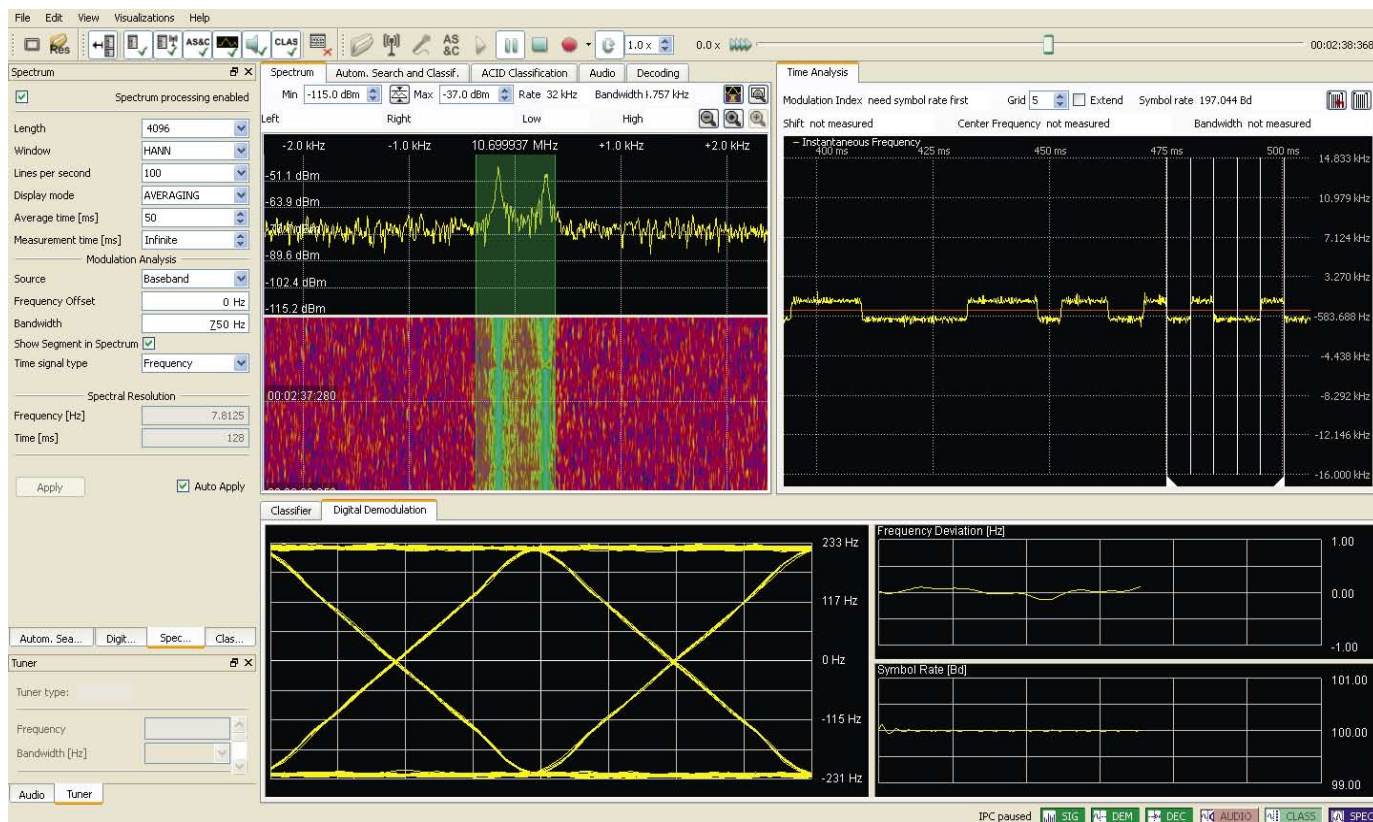 File Edit View Visualizations Help
Res AS&C CLAS AS &C 1.0 x 0.0 x 00:02:38:368
Spectrum
Spectrum processing enabled
Length 4096
Window HANN
Lines per second 100
Display mode AVERAGING
Average time [ms] 50
Measurement time [ms] Infinite
Modulation Analysis
Source Baseband
Frequency Offset 0 Hz
Bandwidth 750 Hz
Show Segment in Spectrum
Time signal type Frequency
Spectral Resolution
Frequency [Hz] 7.8125
Time [ms] 128
Apply Auto Apply
Autom. Sea... Digit... Spec... Clas...
Tuner
Tuner type:
Frequency
Bandwidth [Hz]
Audio Tuner
Spectrum Autom. Search and Classif. ACID Classification Audio Decoding
Min -115.0 dBm Max -37.0 dBm Rate 32 kHz Bandwidth .757 kHz
Left Right Low High
-2.0 kHz -1.0 kHz 10.699937 MHz +1.0 kHz +2.0 kHz
-51.1 dBm
-63.9 dBm
-89.6 dBm
-102.4 dBm
-115.2 dBm
00:02:37:280
Time Analysis
Modulation Index need symbol rate first Grid 5 Extend Symbol rate 197.044 Bd
Shift not measured Center Frequency not measured Bandwidth not measured
Instantaneous Frequency
400 ms 425 ms 450 ms 475 ms 500 ms
14.833 kHz
10.979 kHz
7.124 kHz
3.270 kHz
-583.688 Hz
-4.438 kHz
-8.292 kHz
-12.146 kHz
-16.000 kHz
Classifier Digital Demodulation
233 Hz
117 Hz
0 Hz
-115 Hz
-231 Hz
Frequency Deviation [Hz]
1.00
0.00
-1.00
Symbol Rate [Bd]
101.00
100.00
99.00
IPC paused SIG DEM DEC AUDIO CLASS SPEC